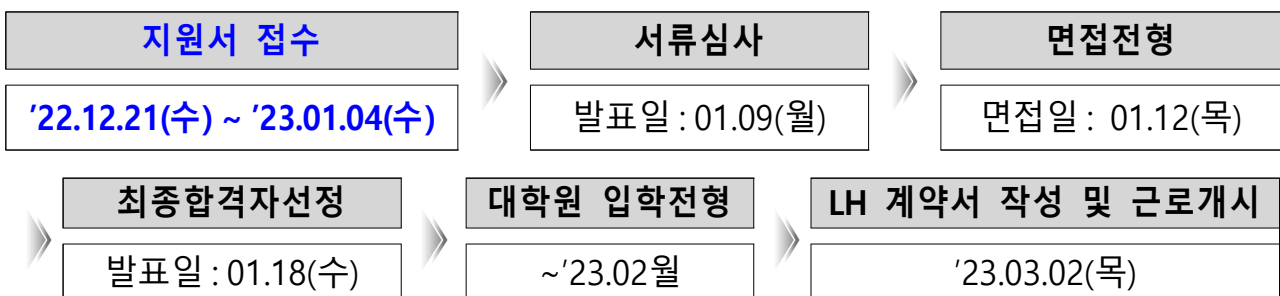 지원서 접수
서류심사
면접전형
'22.12.21(수) ~ '23.01.04(수)
발표일 : 01.09(월)
면접일 : 01.12(목)
최종합격자선정
대학원 입학전형
LH 계약서 작성 및 근로개시
발표일 : 01.18(수)
~'23.02월
'23.03.02(목)